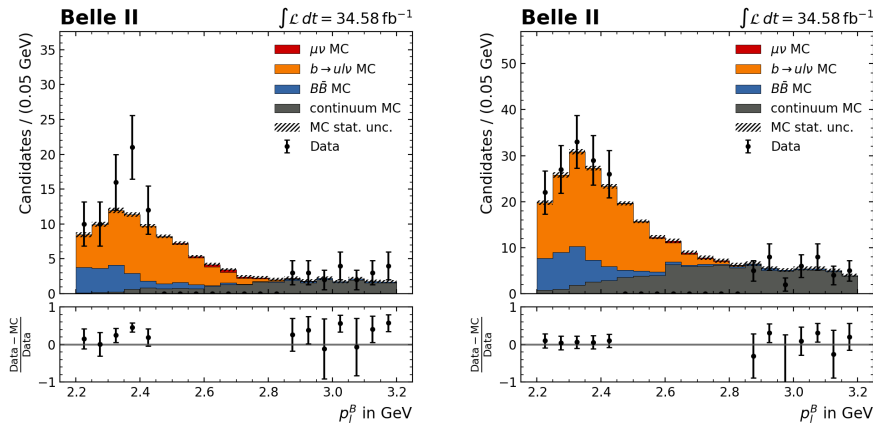 Belle II ∫ℒ dt = 34.58 fb⁻¹
Candidates / (0.05 GeV)
35
30
25
20
15
10
5
0
μν MC
b → ulν MC
BB̄ MC
continuum MC
MC stat. unc.
Data
Data − MC
Data
1
0
−1
2.2 2.4 2.6 2.8 3.0 3.2
p_l^B in GeV
Belle II ∫ℒ dt = 34.58 fb⁻¹
Candidates / (0.05 GeV)
50
40
30
20
10
0
μν MC
b → ulν MC
BB̄ MC
continuum MC
MC stat. unc.
Data
Data − MC
Data
1
0
−1
2.2 2.4 2.6 2.8 3.0 3.2
p_l^B in GeV